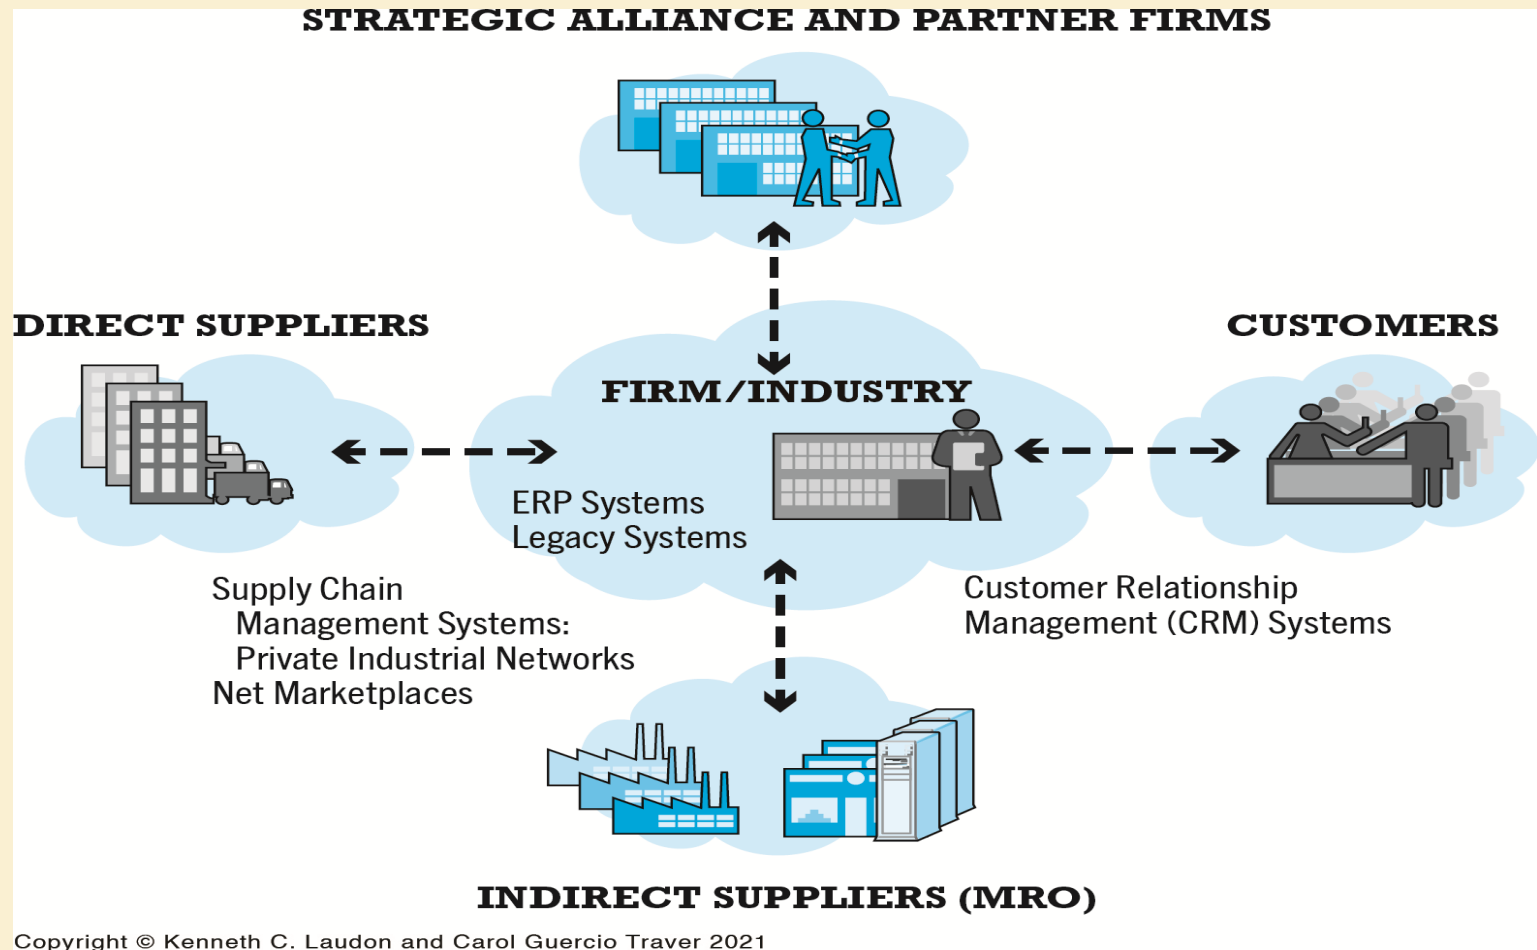 STRATEGIC ALLIANCE AND PARTNER FIRMS
DIRECT SUPPLIERS
CUSTOMERS
FIRM/INDUSTRY
ERP Systems
Legacy Systems
Supply Chain
Management Systems:
Private Industrial Networks
Net Marketplaces
Customer Relationship
Management (CRM) Systems
INDIRECT SUPPLIERS (MRO)
Copyright © Kenneth C. Laudon and Carol Guercio Traver 2021